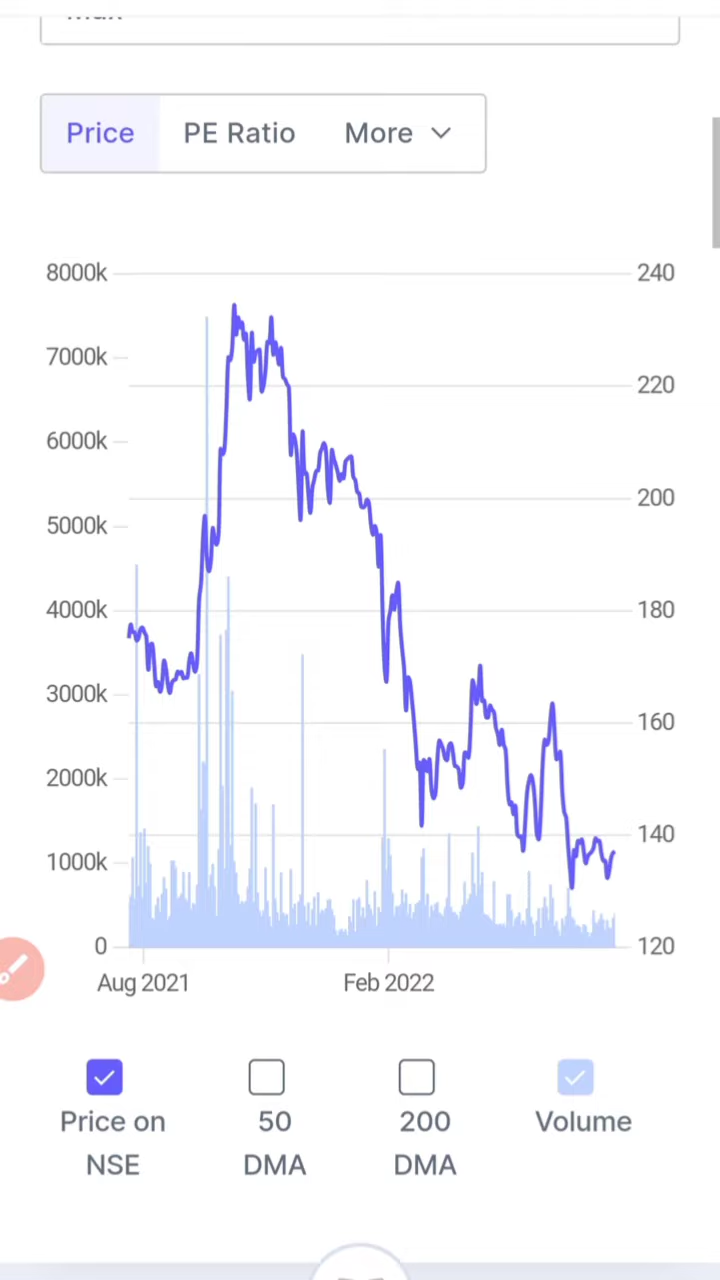 Max
Price PE Ratio More
8000k 240
7000k
220
6000k
5000k 200
4000k 180
3000k
160
2000k
140
1000k
0 120
Aug 2021 Feb 2022
Price on NSE
50 DMA
200 DMA
Volume